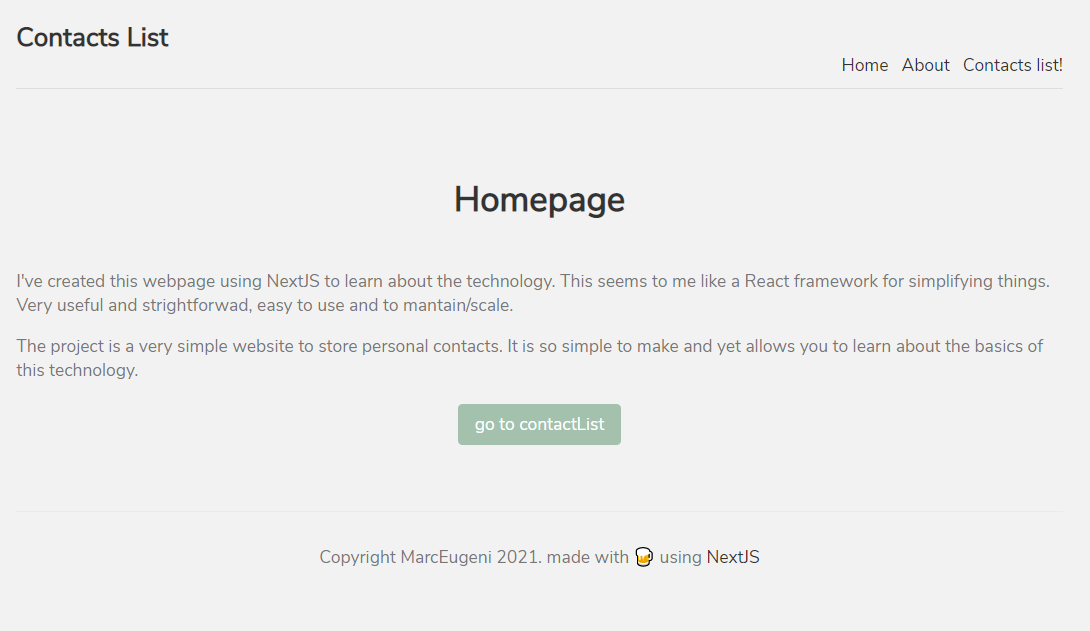 Contacts List
Home About Contacts list!
Homepage
I've created this webpage using NextJS to learn about the technology. This seems to me like a React framework for simplifying things.
Very useful and strightforwad, easy to use and to mantain/scale.
The project is a very simple website to store personal contacts. It is so simple to make and yet allows you to learn about the basics of
this technology.
go to contactList
Copyright MarcEugeni 2021. made with 🍺 using NextJS